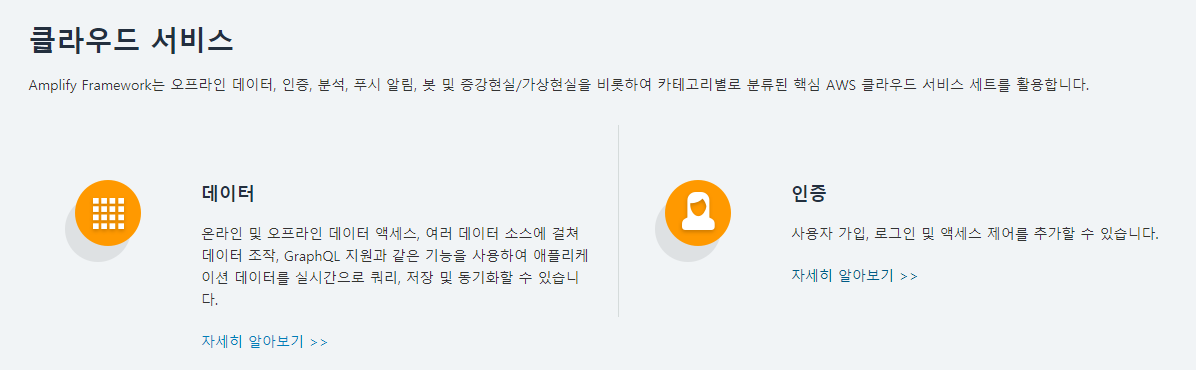 클라우드 서비스
Amplify Framework는 오프라인 데이터, 인증, 분석, 푸시 알림, 봇 및 증강현실/가상현실을 비롯하여 카테고리별로 분류된 핵심 AWS 클라우드 서비스 세트를 활용합니다.
데이터
온라인 및 오프라인 데이터 액세스, 여러 데이터 소스에 걸쳐
데이터 조작, GraphQL 지원과 같은 기능을 사용하여 애플리케
이션 데이터를 실시간으로 쿼리, 저장 및 동기화할 수 있습니
다.
자세히 알아보기 >>
인증
사용자 가입, 로그인 및 액세스 제어를 추가할 수 있습니다.
자세히 알아보기 >>